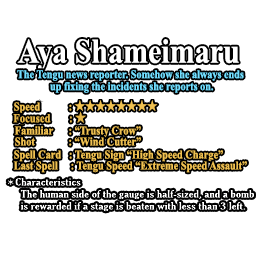 Aya Shameimaru
The Tengu news reporter. Somehow she always ends
up fixing the incidents she reports on.
Speed : ★★★★★★★★
Focused : ★
Familiar : "Trusty Crow"
Shot : "Wind Cutter"
Spell Card : Tengu Sign "High Speed Charge"
Last Spell : Tengu Speed "Extreme Speed Assault"
＊Characteristics
The human side of the gauge is half-sized, and a bomb
is rewarded if a stage is beaten with less than 3 left.